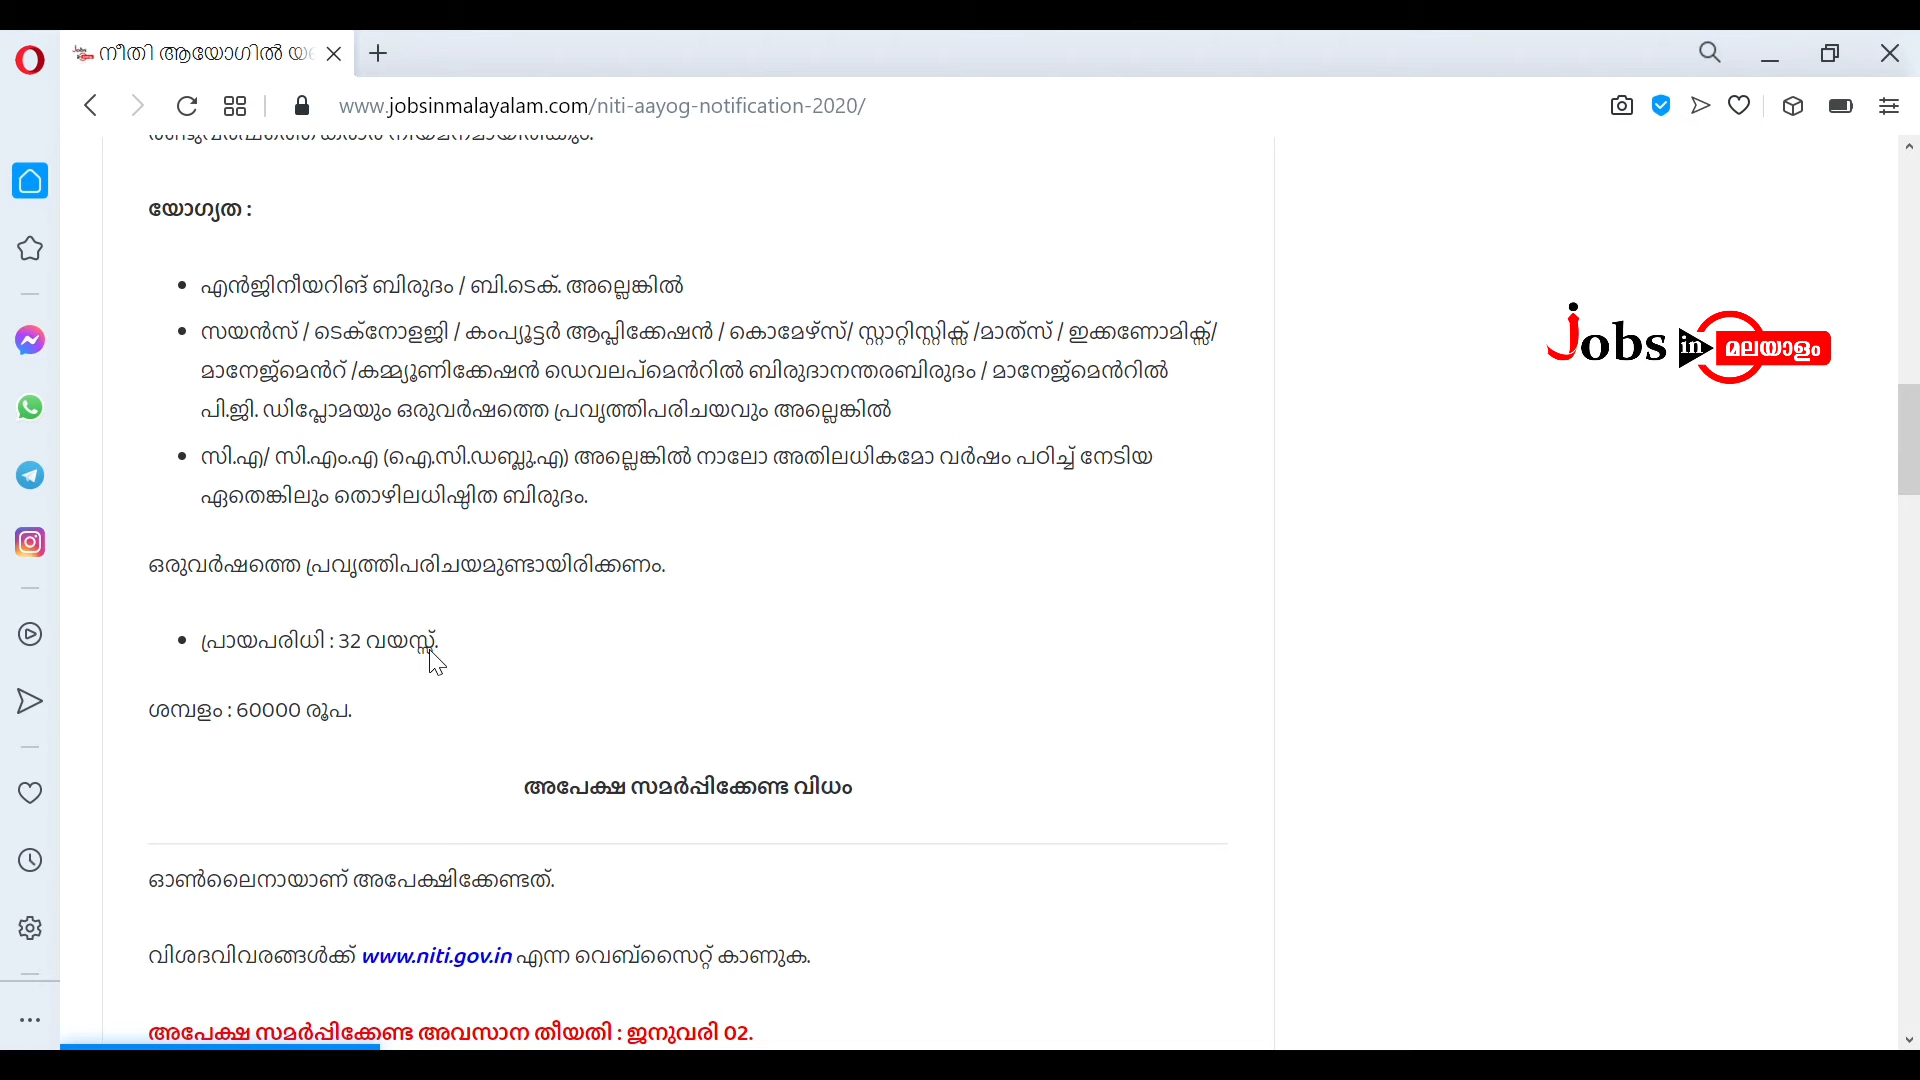 നീതി ആയോഗിൽ
www.jobsinmalayalam.com/niti-aayog-notification-2020/
യോഗ്യത :
എൻജിനീയറിങ് ബിരുദം / ബി.ടെക്. അല്ലെങ്കിൽ
സയൻസ് / ടെക്നോളജി / കംപ്യൂട്ടർ ആപ്ലിക്കേഷൻ / കൊമേഴ്സ്/ സ്റ്റാറ്റിസ്റ്റിക്സ് /മാത്സ് / ഇക്കണോമിക്സ്/
മാനേജ്മെൻറ് /കമ്മ്യൂണിക്കേഷൻ ഡെവലപ്മെൻറിൽ ബിരുദാനന്തരബിരുദം / മാനേജ്മെൻറിൽ
പി.ജി. ഡിപ്ലോമയും ഒരുവർഷത്തെ പ്രവൃത്തിപരിചയവും അല്ലെങ്കിൽ
സി.എ/ സി.എം.എ (ഐ.സി.ഡബ്ലു.എ) അല്ലെങ്കിൽ നാലോ അതിലധികമോ വർഷം പഠിച്ച് നേടിയ
ഏതെങ്കിലും തൊഴിലധിഷ്ഠിത ബിരുദം.
ഒരുവർഷത്തെ പ്രവൃത്തിപരിചയമുണ്ടായിരിക്കണം.
പ്രായപരിധി : 32 വയസ്സ്.
ശമ്പളം : 60000 രൂപ.
അപേക്ഷ സമർപ്പിക്കേണ്ട വിധം
ഓൺലൈനായാണ് അപേക്ഷിക്കേണ്ടത്.
വിശദവിവരങ്ങൾക്ക് www.niti.gov.in എന്ന വെബ്സൈറ്റ് കാണുക.
അപേക്ഷ സമർപ്പിക്കേണ്ട അവസാന തീയതി : ജനുവരി 02.
Jobs in മലയാളം